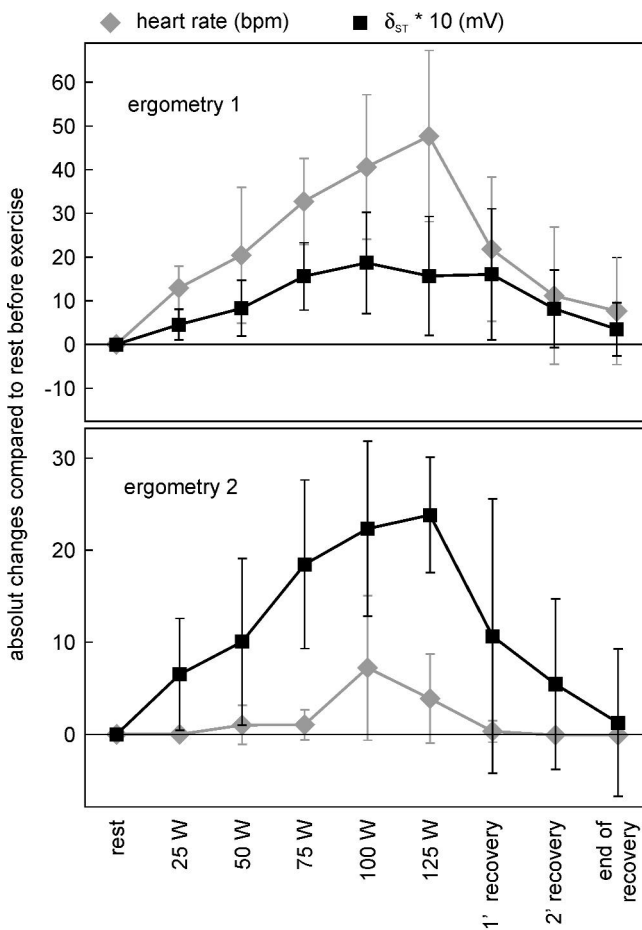 heart rate (bpm) δST * 10 (mV)
absolut changes compared to rest before exercise
ergometry 1
60
50
40
30
20
10
0
-10
ergometry 2
30
20
10
0
rest
25 W
50 W
75 W
100 W
125 W
1' recovery
2' recovery
end of
recovery